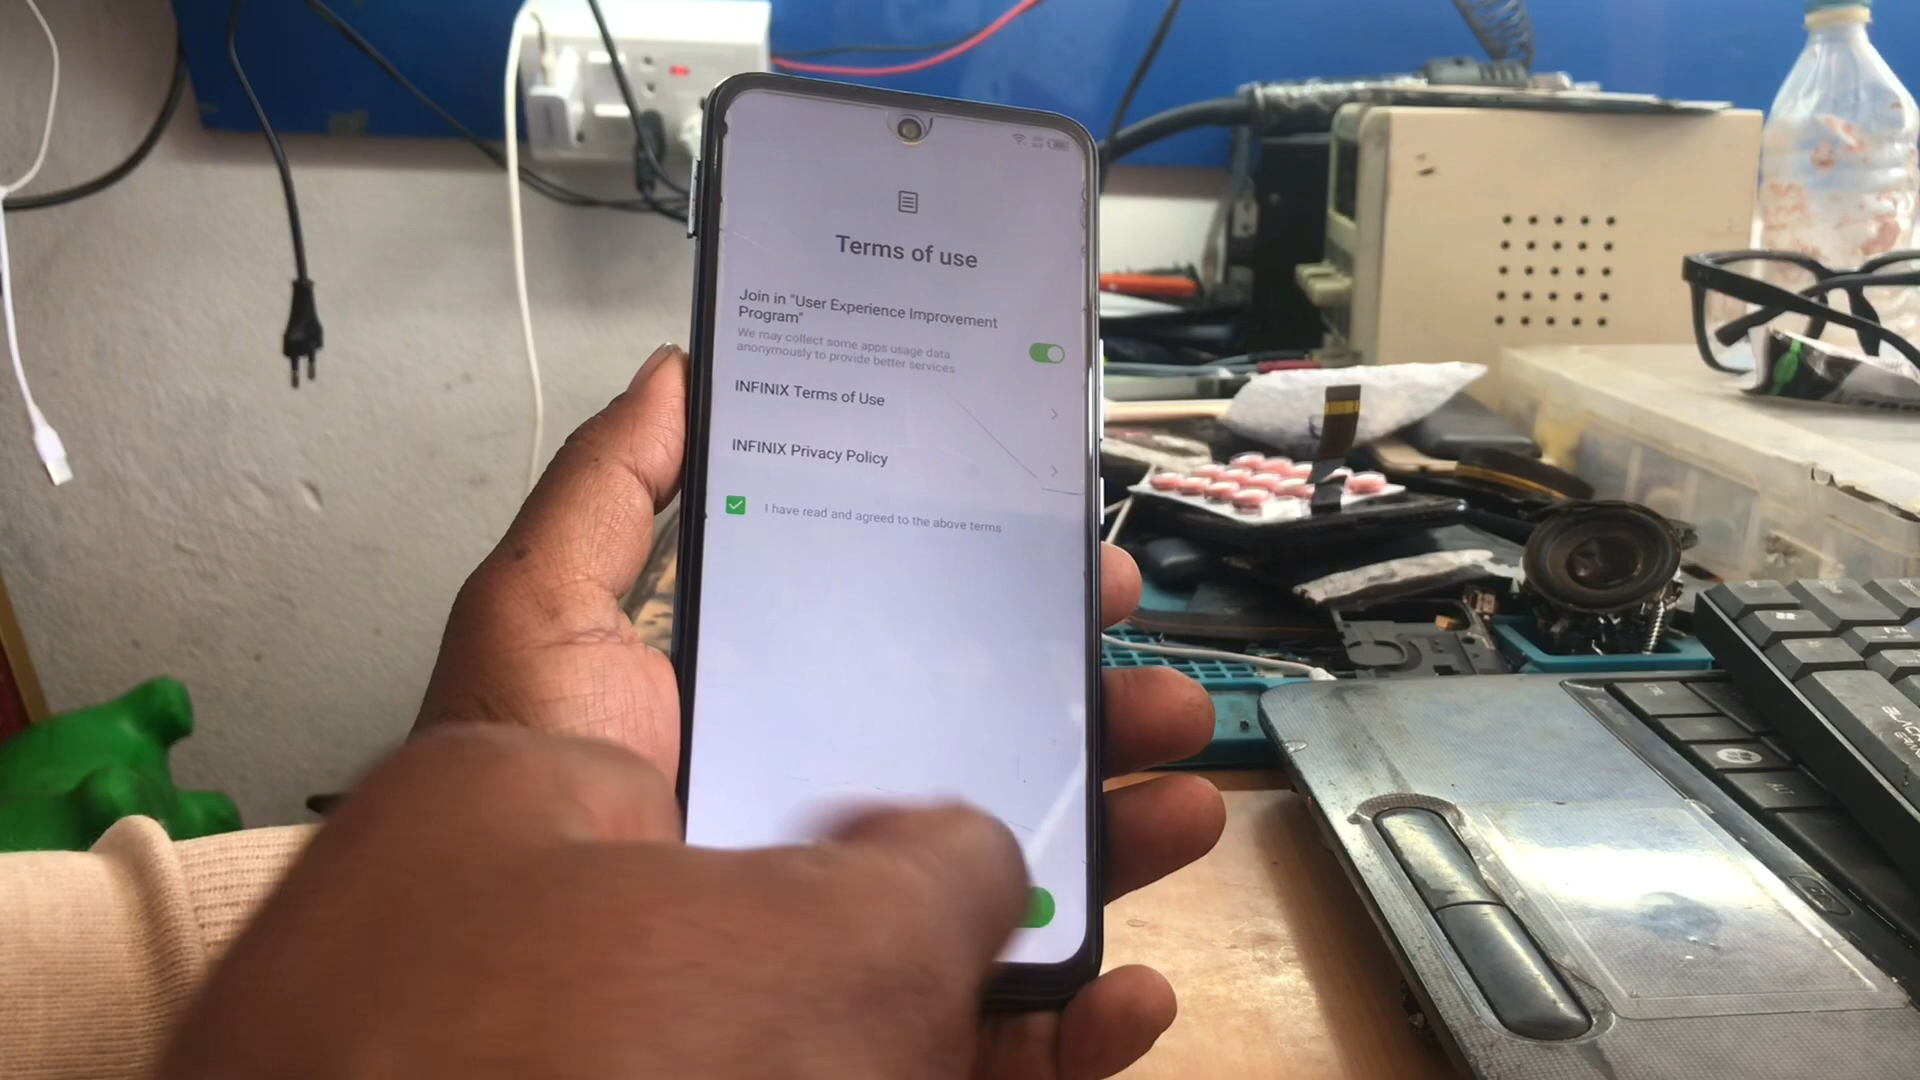 Terms of use
Join in "User Experience Improvement
Program"
We may collect some apps usage data
anonymously to provide better services
INFINIX Terms of Use
INFINIX Privacy Policy
I have read and agreed to the above terms